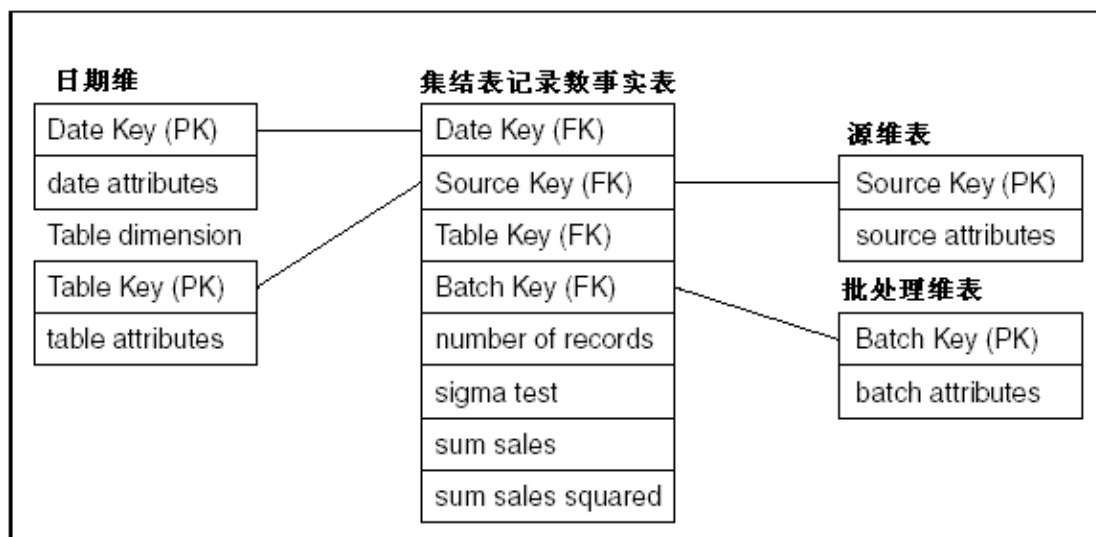 日期维
Date Key (PK)
date attributes
Table dimension
Table Key (PK)
table attributes
集结表记录数事实表
Date Key (FK)
Source Key (FK)
Table Key (FK)
Batch Key (FK)
number of records
sigma test
sum sales
sum sales squared
源维表
Source Key (PK)
source attributes
批处理维表
Batch Key (PK)
batch attributes